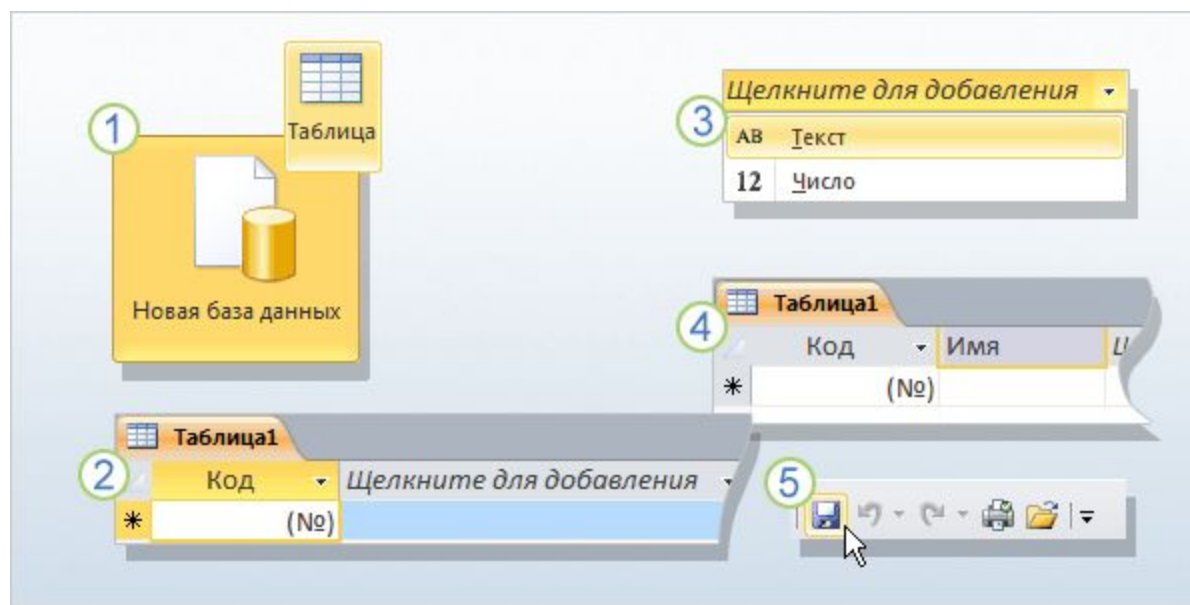 1
Таблица
Новая база данных
2
Таблица1
Код
Щелкните для добавления
(№)
3
Щелкните для добавления
АВ Текст
12 Число
4
Таблица1
Код
Имя
(№)
5